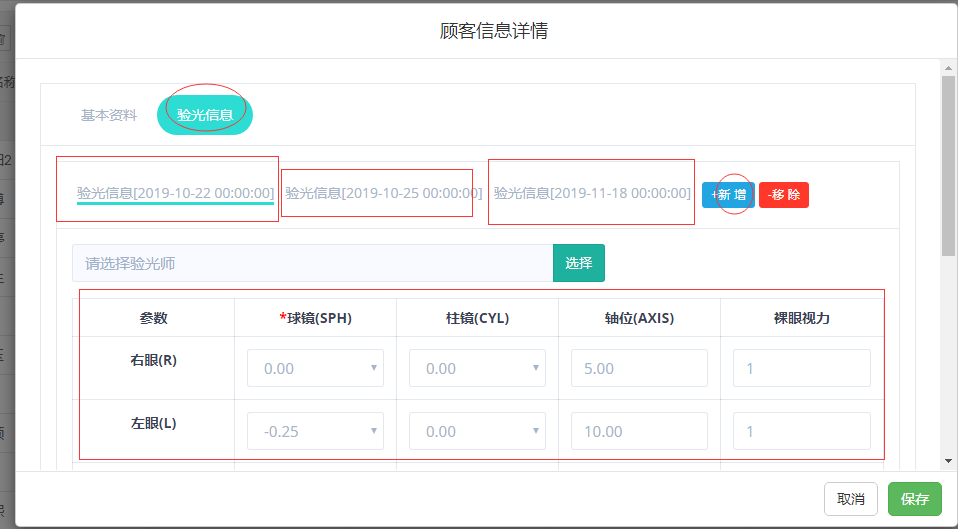 顾客信息详情
名称
基本资料 验光信息
验光信息[2019-10-22 00:00:00] 验光信息[2019-10-25 00:00:00] 验光信息[2019-11-18 00:00:00] +新 增 -移 除
请选择验光师 选择
参数 *球镜(SPH) 柱镜(CYL) 轴位(AXIS) 裸眼视力
右眼(R) 0.00 0.00 5.00 1
左眼(L) -0.25 0.00 10.00 1
取消 保存